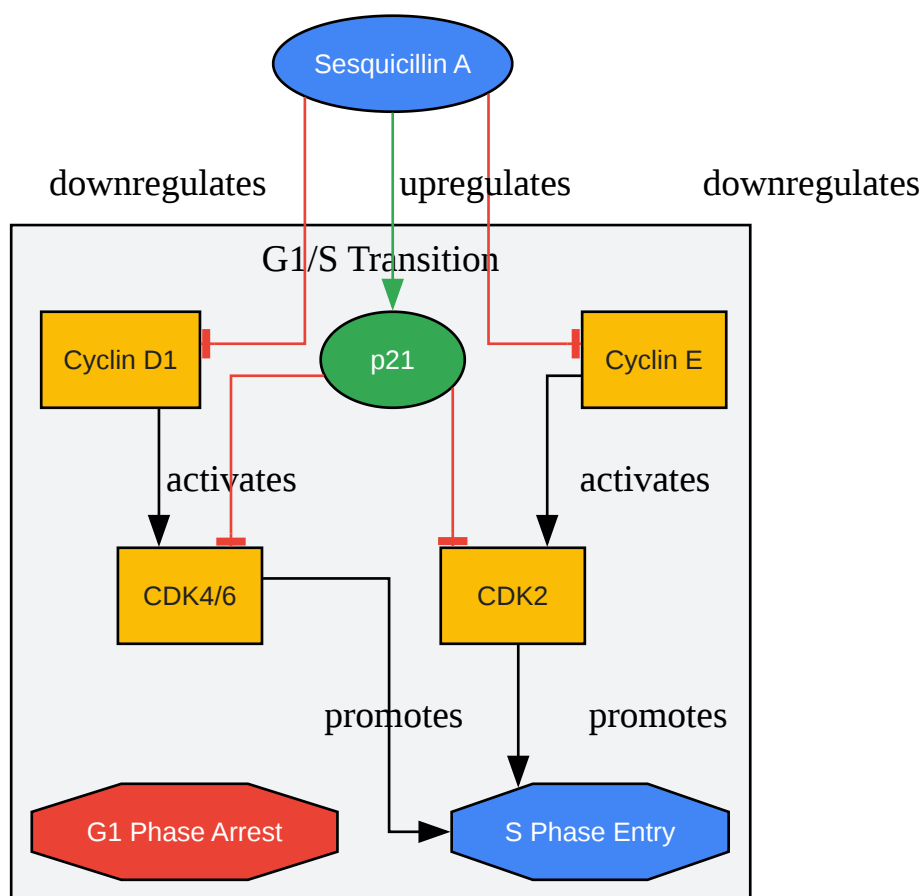 Sesquicillin A
downregulates
upregulates
downregulates
G1/S Transition
Cyclin D1
p21
Cyclin E
activates
activates
CDK4/6
CDK2
promotes
promotes
G1 Phase Arrest
S Phase Entry